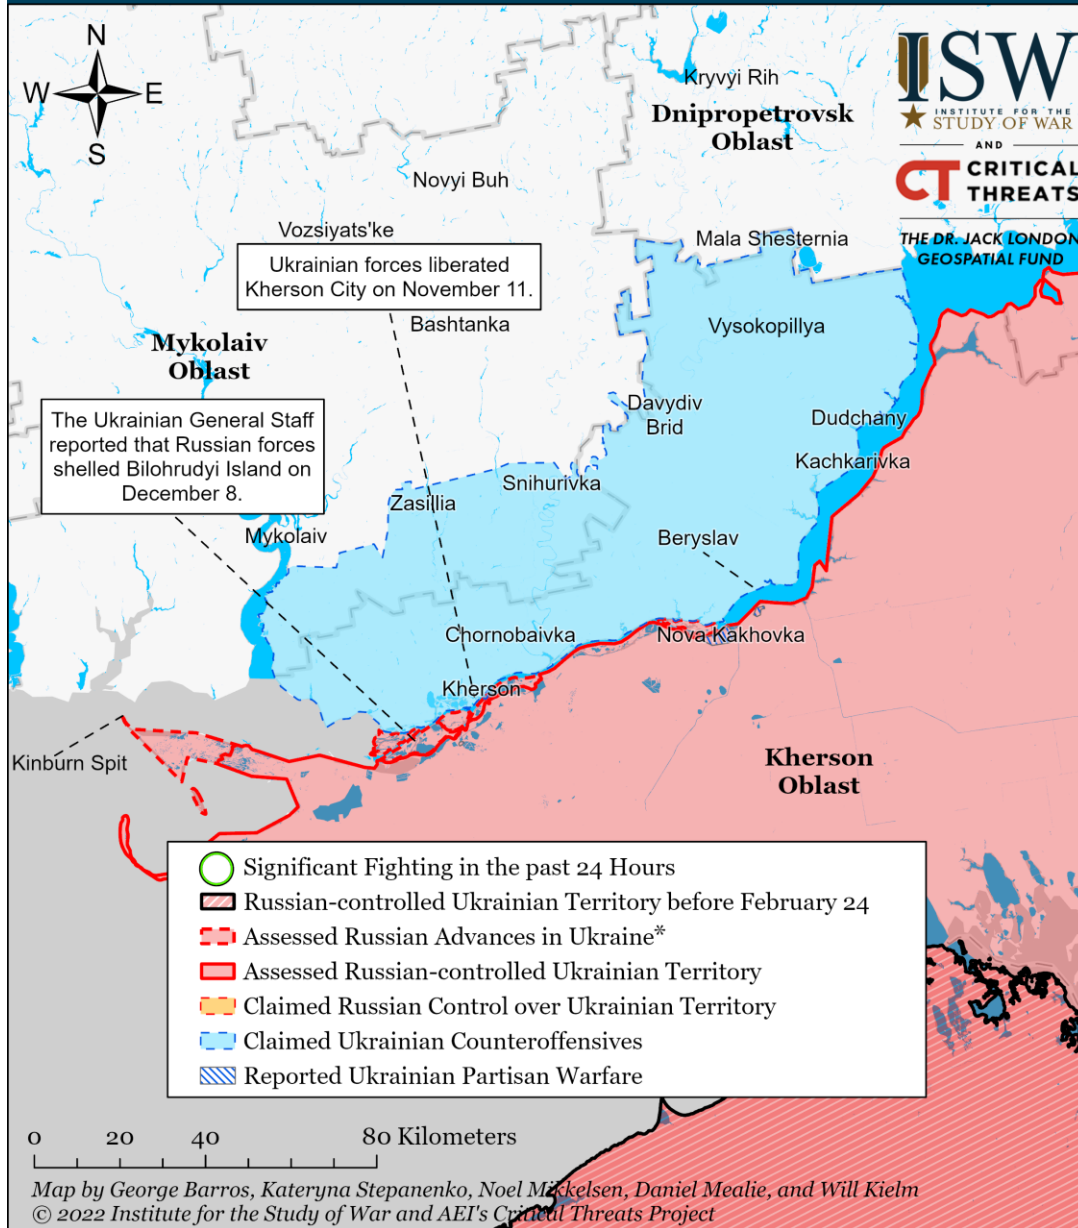 N
W E
S
ISW
INSTITUTE FOR THE
STUDY OF WAR
AND
CT CRITICAL
THREATS
THE DR. JACK LONDON
GEOSPATIAL FUND
Kryvyi Rih
Dnipropetrovsk
Oblast
Novyi Buh
Vozsiyats'ke
Mala Shesternia
Ukrainian forces liberated
Kherson City on November 11.
Bashtanka
Vysokopillya
Mykolaiv
Oblast
The Ukrainian General Staff
reported that Russian forces
shelled Bilohrudyi Island on
December 8.
Davydiv
Brid
Dudchany
Kachkarivka
Snihurivka
Zasillia
Mykolaiv
Beryslav
Chornobaivka
Nova Kakhovka
Kherson
Kinburn Spit
Kherson
Oblast
Significant Fighting in the past 24 Hours
Russian-controlled Ukrainian Territory before February 24
Assessed Russian Advances in Ukraine*
Assessed Russian-controlled Ukrainian Territory
Claimed Russian Control over Ukrainian Territory
Claimed Ukrainian Counteroffensives
Reported Ukrainian Partisan Warfare
0 20 40 80 Kilometers
Map by George Barros, Kateryna Stepanenko, Noel Mikkelsen, Daniel Mealie, and Will Kielm
© 2022 Institute for the Study of War and AEI's Critical Threats Project